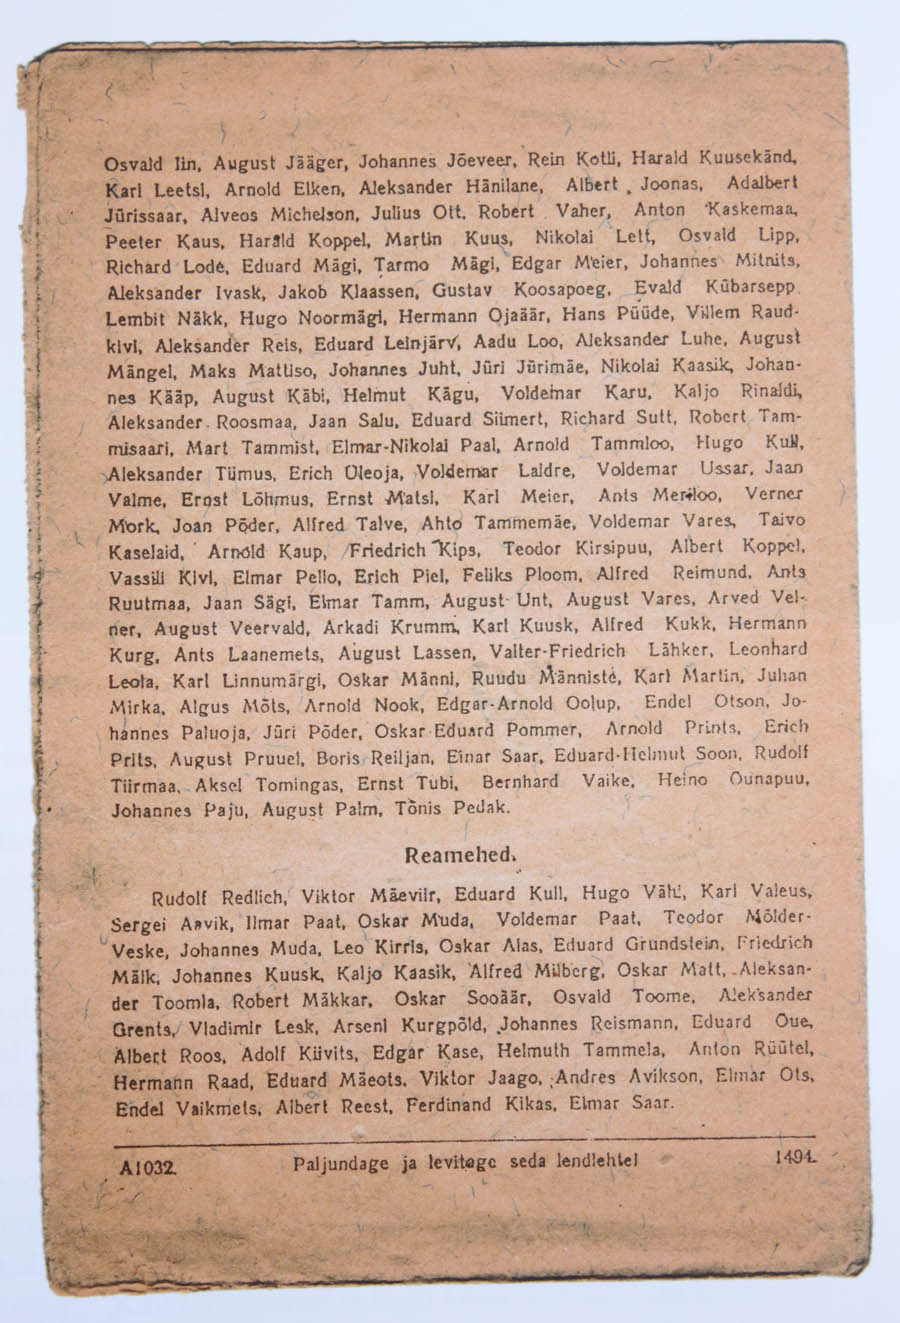 Osvald Iin, August Jääger, Johannes Jõeveer, Rein Kotli, Harald Kuusekänd,
Karl Leetsi, Arnold Elken, Aleksander Hänilane, Albert Joonas, Adalbert
Jürissaar, Alveos Michelson, Julius Ott, Robert Vaher, Anton Kaskemaa,
Peeter Kaus, Harald Koppel, Martin Kuus, Nikolai Lett, Osvald Lipp,
Richard Lode, Eduard Mägi, Tarmo Mägi, Edgar Meier, Johannes Mitnits,
Aleksander Ivask, Jakob Klaassen, Gustav Koosapoeg, Evald Kübarsepp,
Lembit Näkk, Hugo Noormägi, Hermann Ojaäär, Hans Püüde, Villem Raud-
kivi, Aleksander Reis, Eduard Leinjärv, Aadu Loo, Aleksander Luhe, August
Mängel, Maks Mattiso, Johannes Juht, Jüri Jürimäe, Nikolai Kaasik, Johan-
nes Kääp, August Käbi, Helmut Kägu, Voldemar Karu, Kaljo Rinaldi,
Aleksander Roosmaa, Jaan Salu, Eduard Siimert, Richard Sutt, Robert Tam-
misaari, Mart Tammist, Elmar-Nikolai Paal, Arnold Tammloo, Hugo Kull,
Aleksander Tiimus, Erich Üleoja, Voldemar Laidre, Voldemar Ussar, Jaan
Valme, Ernst Lõhmus, Ernst Matsi, Karl Meier, Ants Meriloo, Verner
Mork, Joan Põder, Alfred Talve, Ahto Tammemäe, Voldemar Vares, Taivo
Kaselaid, Arnold Kaup, Friedrich Kips, Teodor Kirsipuu, Albert Koppel,
Vassili Kivi, Elmar Pello, Erich Piel, Feliks Ploom, Alfred Reimund, Ants
Ruutmaa, Jaan Sägi, Elmar Tamm, August Unt, August Vares, Arved Vel-
ner, August Veervald, Arkadi Krumm, Karl Kuusk, Alfred Kukk, Hermann
Kurg, Ants Laanemets, August Lassen, Valter-Friedrich Lähker, Leonhard
Leola, Karl Linnumärgi, Oskar Männi, Ruudu Männiste, Karl Martin, Juhan
Mirka, Algus Mõts, Arnold Nook, Edgar-Arnold Oolup, Endel Otson, Jo-
hannes Paluoja, Jüri Põder, Oskar Eduard Pommer, Arnold Prints, Erich
Prits, August Pruuel, Boris Reiljan, Einar Saar, Eduard-Helmut Soon, Rudolf
Tiirmaa, Aksel Tomingas, Ernst Tubi, Bernhard Vaike, Heino Õunapuu,
Johannes Paju, August Palm, Tõnis Pedak.
Reamehed.
Rudolf Redlich, Viktor Mäeviir, Eduard Kull, Hugo Vähi, Karl Valeus,
Sergei Aavik, Ilmar Paat, Oskar Muda, Voldemar Paat, Teodor Mölder-
Veske, Johannes Muda, Leo Kirris, Oskar Alas, Eduard Grundstein, Friedrich
Mälk, Johannes Kuusk, Kaljo Kaasik, Alfred Milberg, Oskar Matt, Aleksan-
der Toomla, Robert Mäkkar, Oskar Sooäär, Osvald Toome, Aleksander
Grents, Vladimir Lesk, Arseni Kurgpõld, Johannes Reismann, Eduard Oue,
Albert Roos, Adolf Kiivits, Edgar Kase, Helmuth Tammela, Anton Rüütel,
Hermann Raad, Eduard Mäeots, Viktor Jaago, Andres Avikson, Elmar Ots,
Endel Vaikmets, Albert Reest, Ferdinand Kikas, Elmar Saar.
A1032 Paljundage ja levitage seda lendlehte! 1494